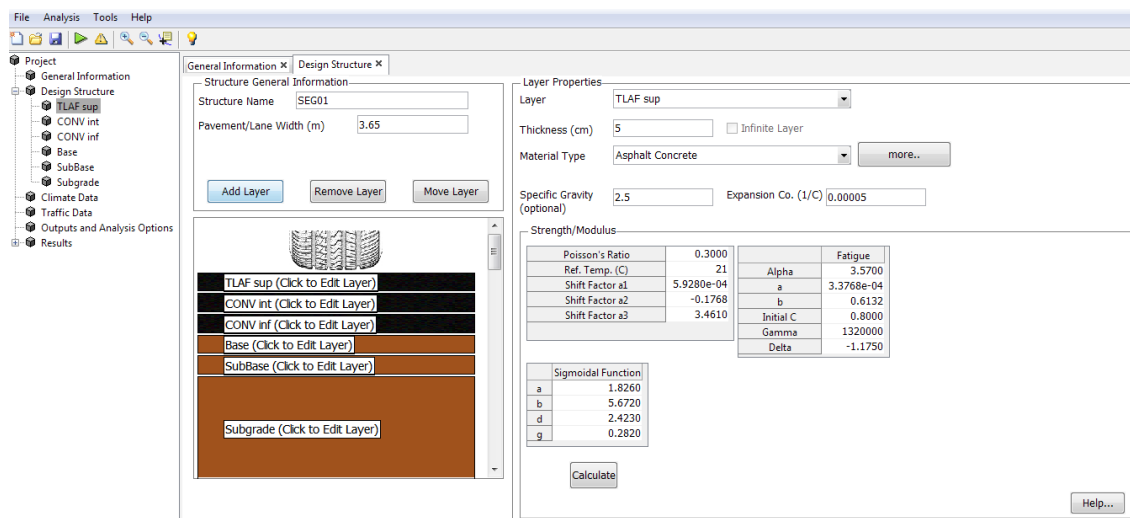 File Analysis Tools Help
Project
General Information
Design Structure
TLAF sup
CONV int
CONV inf
Base
SubBase
Subgrade
Climate Data
Traffic Data
Outputs and Analysis Options
Results
General Information
Design Structure
Structure General Information
Structure Name SEG01
Pavement/Lane Width (m) 3.65
Add Layer Remove Layer Move Layer
TLAF sup (Click to Edit Layer)
CONV int (Click to Edit Layer)
CONV inf (Click to Edit Layer)
Base (Click to Edit Layer)
SubBase (Click to Edit Layer)
Subgrade (Click to Edit Layer)
Layer Properties
Layer TLAF sup
Thickness (cm) 5 Infinite Layer
Material Type Asphalt Concrete more..
Specific Gravity (optional) 2.5 Expansion Co. (1/C) 0.00005
Strength/Modulus
Poisson's Ratio 0.3000
Ref. Temp. (C) 21
Shift Factor a1 5.9280e-04
Shift Factor a2 -0.1768
Shift Factor a3 3.4610
Fatigue
Alpha 3.5700
a 3.3768e-04
b 0.6132
Initial C 0.8000
Gamma 1320000
Delta -1.1750
Sigmoidal Function
a 1.8260
b 5.6720
d 2.4230
g 0.2820
Calculate
Help...